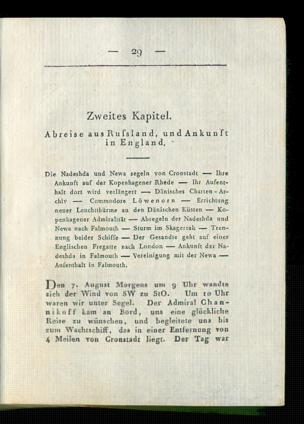 — 29 —
Zweites Kapitel.
Abreise aus Russland, und Ankunft
in England.
Die Nadeshda und Newa segeln von Cronstadt — Ihre
Ankunft auf der Kopenhagener Rhede — Ihr Aufent-
halt dort wird verlängert — Dänisches Charten-Ar-
chiv — Commodore Löwenorn — Errichtung
neuer Leuchtthürme an den Dänischen Küsten — Ko-
penhagener Admiralität — Absegeln der Nadeshda und
Newa nach Falmouth — Sturm im Skagerrak — Tren-
nung beider Schiffe — Der Gesandte geht auf einer
Englischen Fregatte nach London — Ankunft der Na-
deshda in Falmouth — Vereinigung mit der Newa —
Aufenthalt in Falmouth.
Den 7. August Morgens um 9 Uhr wandte
sich der Wind von SW zu StO. Um 10 Uhr
waren wir unter Segel. Der Admiral Chan-
nikoff kam an Bord, uns eine glückliche
Reise zu wünschen, und begleitete uns bis
zum Wachtschiff, das in einer Entfernung von
4 Meilen von Cronstadt liegt. Der Tag war